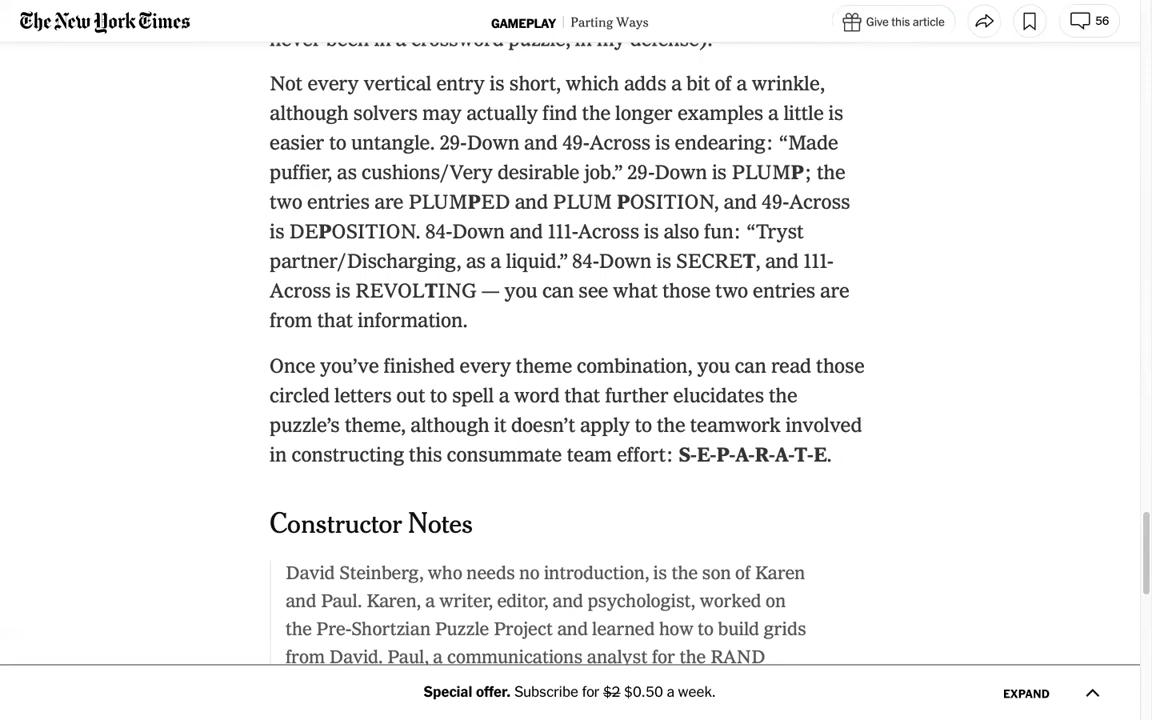 The New York Times
GAMEPLAY | Parting Ways
Give this article
56
never been in a crossword puzzle, in my defense).
Not every vertical entry is short, which adds a bit of a wrinkle,
although solvers may actually find the longer examples a little is
easier to untangle. 29-Down and 49-Across is endearing: “Made
puffier, as cushions/Very desirable job.” 29-Down is PLUMP; the
two entries are PLUMPED and PLUM POSITION, and 49-Across
is DEPOSITION. 84-Down and 111-Across is also fun: “Tryst
partner/Discharging, as a liquid.” 84-Down is SECRET, and 111-
Across is REVOLTING — you can see what those two entries are
from that information.
Once you’ve finished every theme combination, you can read those
circled letters out to spell a word that further elucidates the
puzzle’s theme, although it doesn’t apply to the teamwork involved
in constructing this consummate team effort: S-E-P-A-R-A-T-E.
Constructor Notes
David Steinberg, who needs no introduction, is the son of Karen
and Paul. Karen, a writer, editor, and psychologist, worked on
the Pre-Shortzian Puzzle Project and learned how to build grids
from David. Paul, a communications analyst for the RAND
Special offer. Subscribe for $2 $0.50 a week.
EXPAND